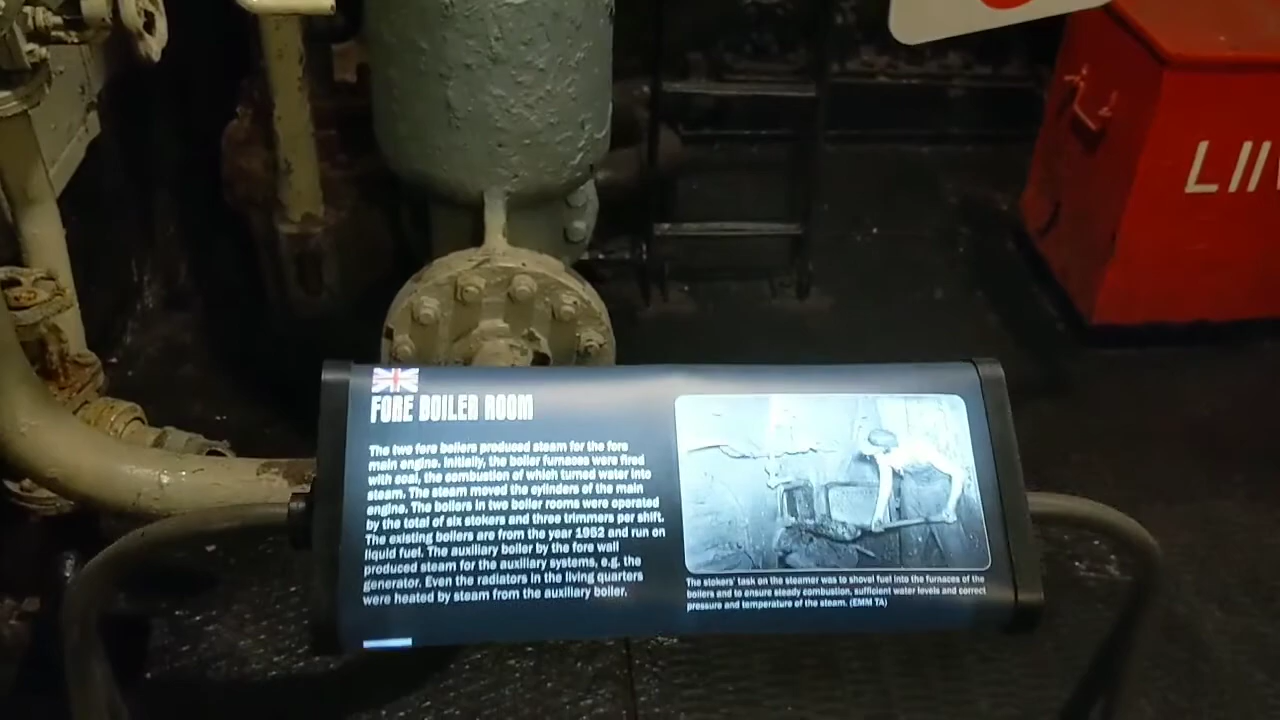 LIIV
FORE BOILER ROOM
The two fore boilers produced steam for the fore
main engine. Initially, the boiler furnaces were fired
with coal, the combustion of which turned water into
steam. The steam moved the cylinders of the main
engine. The boilers in two boiler rooms were operated
by the total of six stokers and three trimmers per shift.
The existing boilers are from the year 1952 and run on
liquid fuel. The auxiliary boiler by the fore wall
produced steam for the auxiliary systems, e.g. the
generator. Even the radiators in the living quarters
were heated by steam from the auxiliary boiler.
The stokers' task on the steamer was to shovel fuel into the furnaces of the
boilers and to ensure steady combustion, sufficient water levels and correct
pressure and temperature of the steam. (EMM TA)